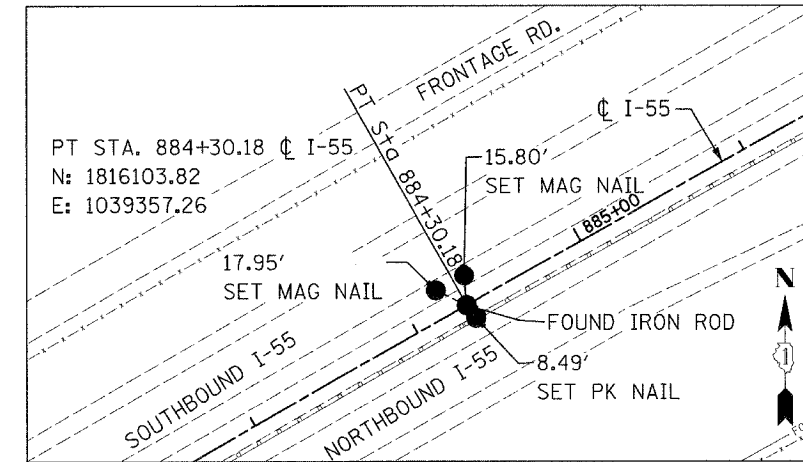 FRONTAGE RD.
PT Sta 884+30.18
℄ I-55
PT STA. 884+30.18 ℄ I-55
N: 1816103.82
E: 1039357.26
15.80'
SET MAG NAIL
885+00
17.95'
SET MAG NAIL
N
1
FOUND IRON ROD
8.49'
SET PK NAIL
SOUTHBOUND I-55
NORTHBOUND I-55